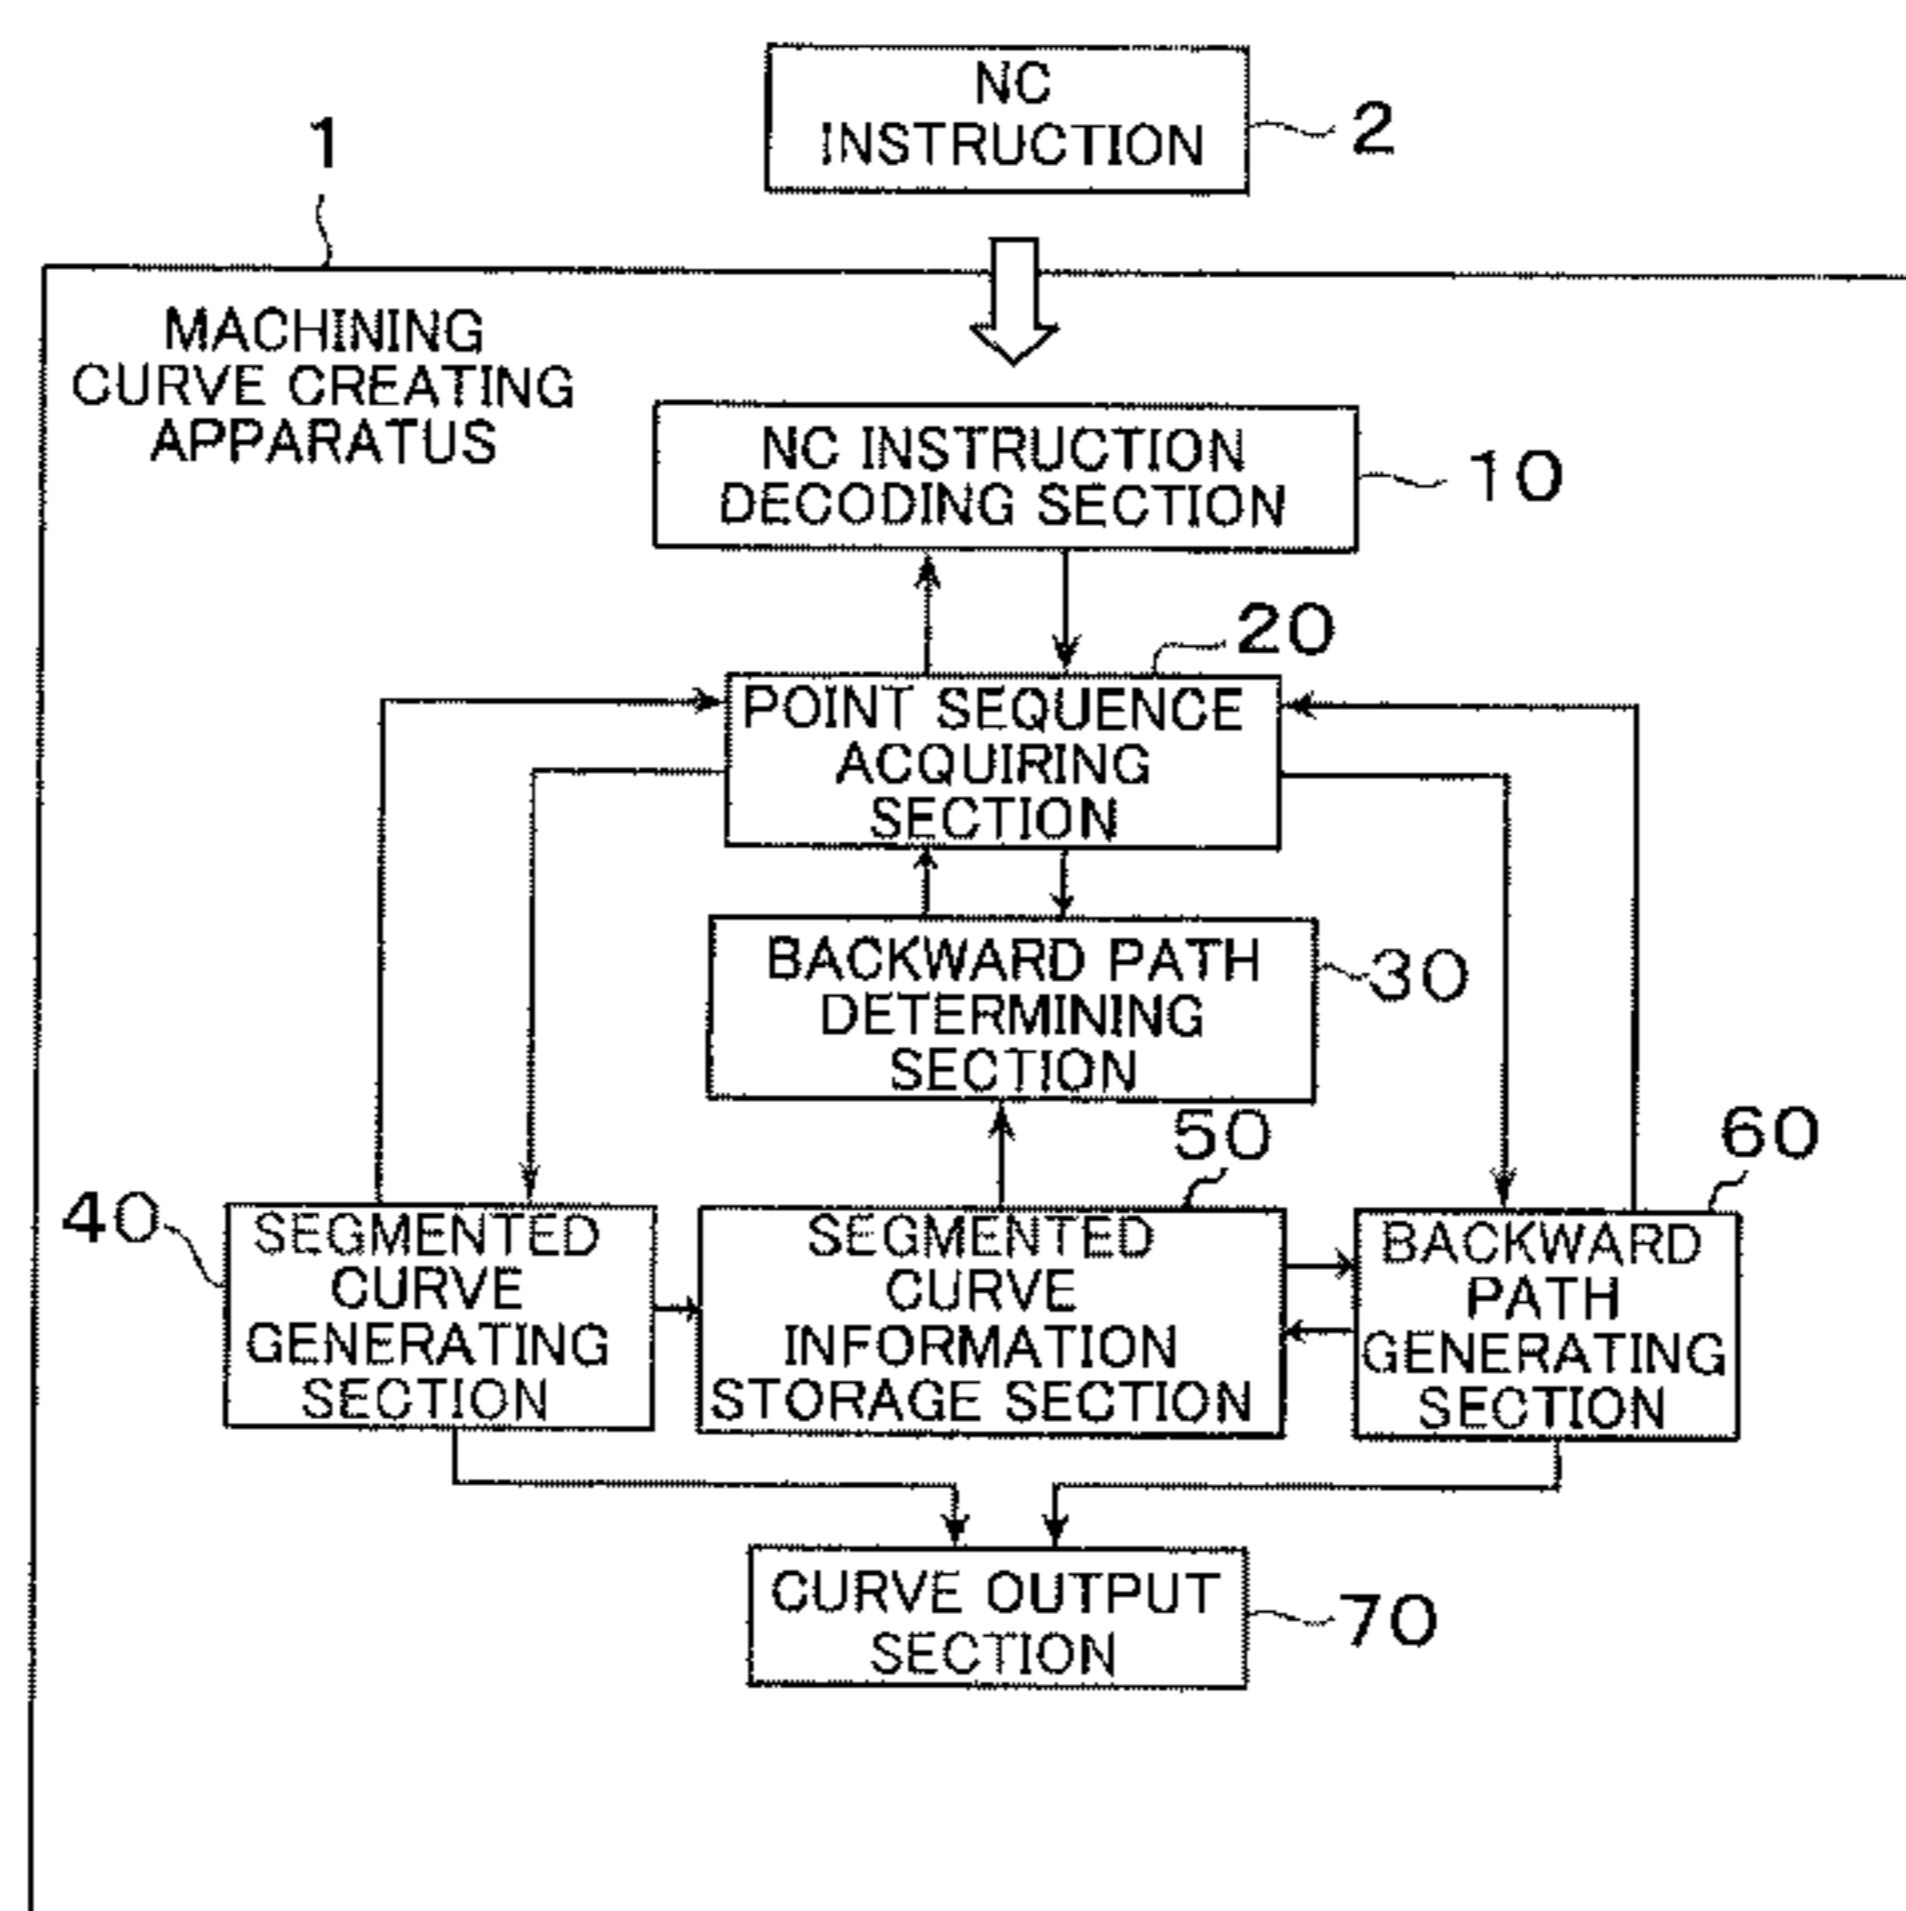 NC
INSTRUCTION
2
1
MACHINING
CURVE CREATING
APPARATUS
NC INSTRUCTION
DECODING SECTION
10
20
POINT SEQUENCE
ACQUIRING
SECTION
BACKWARD PATH
DETERMINING
SECTION
30
40
SEGMENTED
CURVE
GENERATING
SECTION
50
SEGMENTED
CURVE
INFORMATION
STORAGE SECTION
60
BACKWARD
PATH
GENERATING
SECTION
CURVE OUTPUT
SECTION
70